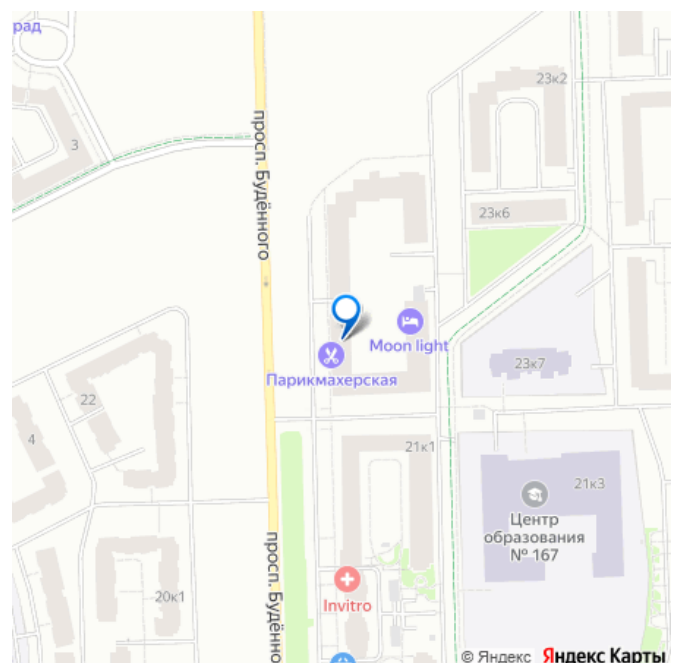 рад
23к2
3
просп. Будённого
23к6
Moon light
Парикмахерская
23к7
22
4
21к1
21к3
Центр
образования
№ 167
просп. Будённо
20к1
Invitro
© Яндекс Яндекс Карты